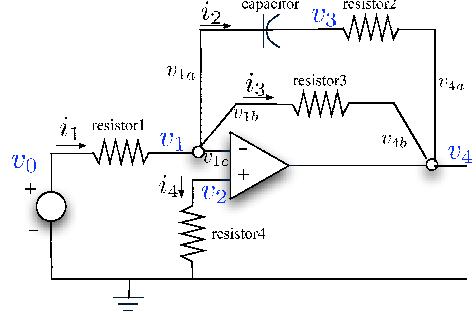 i2 capacitor v3 resistor2
v1a i3 resistor3 v4a
v1b
i1 resistor1 v1 v4b
v0 v1c v4
+ - +
i4 v2
- resistor4